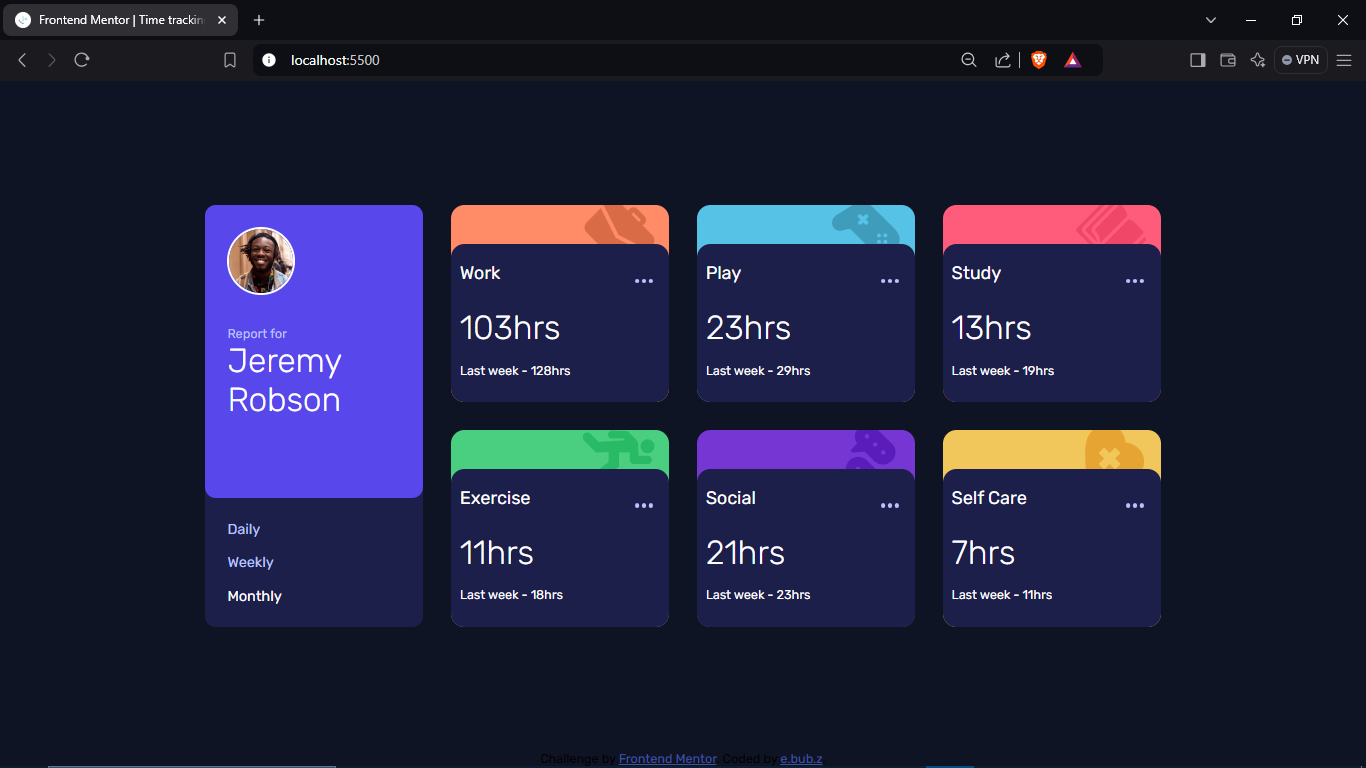 Frontend Mentor | Time trackin
localhost:5500
VPN
Report for
Jeremy
Robson
Daily
Weekly
Monthly
Work
103hrs
Last week - 128hrs
Play
23hrs
Last week - 29hrs
Study
13hrs
Last week - 19hrs
Exercise
11hrs
Last week - 18hrs
Social
21hrs
Last week - 23hrs
Self Care
7hrs
Last week - 11hrs
Challenge by Frontend Mentor. Coded by e.bub.z.